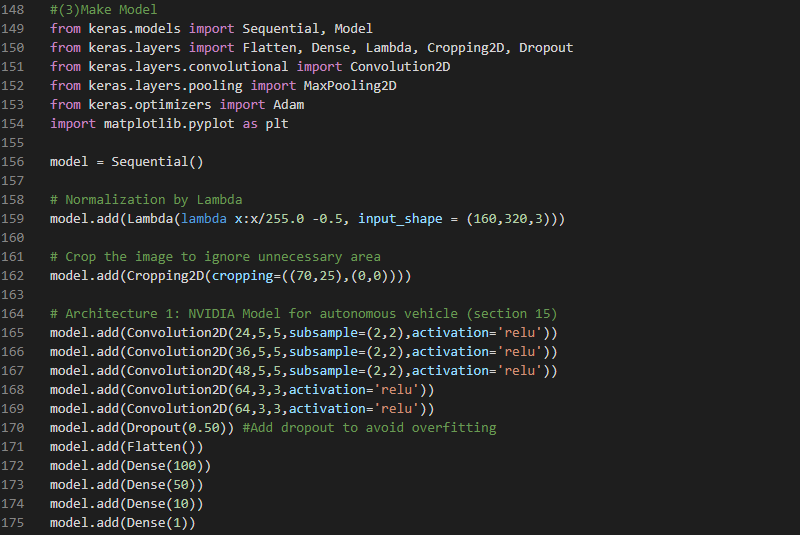 148 #(3)Make Model
149 from keras.models import Sequential, Model
150 from keras.layers import Flatten, Dense, Lambda, Cropping2D, Dropout
151 from keras.layers.convolutional import Convolution2D
152 from keras.layers.pooling import MaxPooling2D
153 from keras.optimizers import Adam
154 import matplotlib.pyplot as plt
155
156 model = Sequential()
157
158 # Normalization by Lambda
159 model.add(Lambda(lambda x:x/255.0 -0.5, input_shape = (160,320,3)))
160
161 # Crop the image to ignore unnecessary area
162 model.add(Cropping2D(cropping=((70,25),(0,0))))
163
164 # Architecture 1: NVIDIA Model for autonomous vehicle (section 15)
165 model.add(Convolution2D(24,5,5,subsample=(2,2),activation='relu'))
166 model.add(Convolution2D(36,5,5,subsample=(2,2),activation='relu'))
167 model.add(Convolution2D(48,5,5,subsample=(2,2),activation='relu'))
168 model.add(Convolution2D(64,3,3,activation='relu'))
169 model.add(Convolution2D(64,3,3,activation='relu'))
170 model.add(Dropout(0.50)) #Add dropout to avoid overfitting
171 model.add(Flatten())
172 model.add(Dense(100))
173 model.add(Dense(50))
174 model.add(Dense(10))
175 model.add(Dense(1))